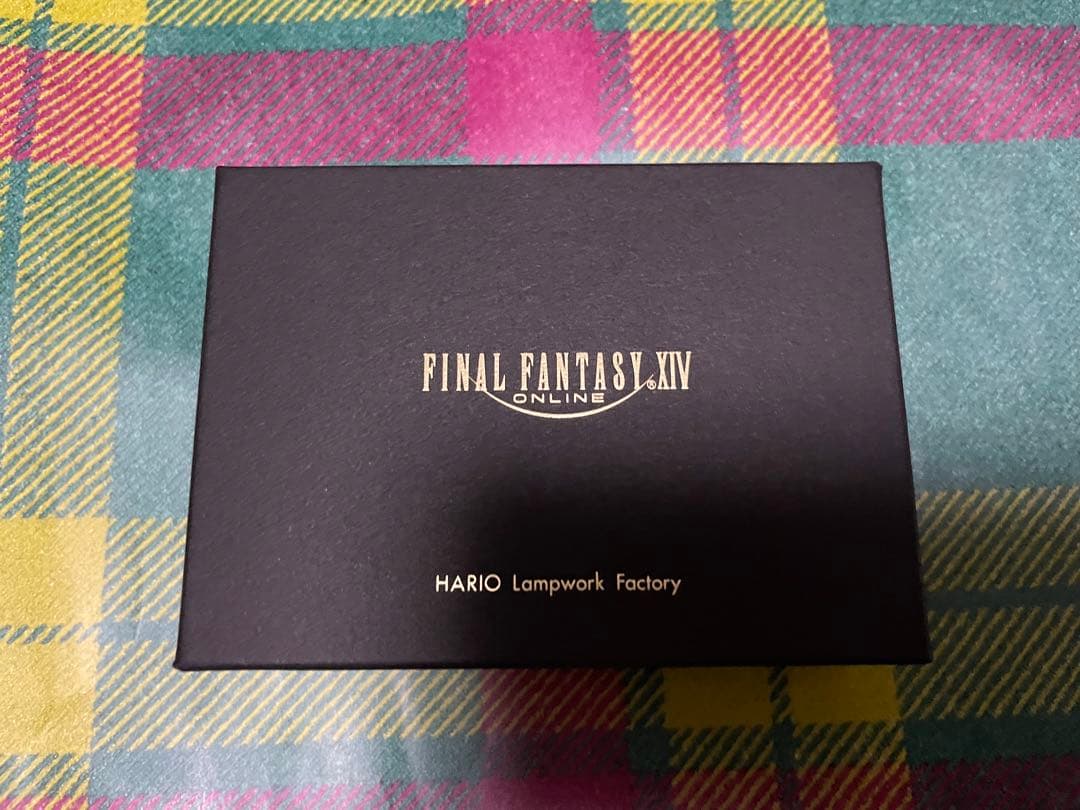 FINAL FANTASY® XIV
ONLINE
HARIO Lampwork Factory